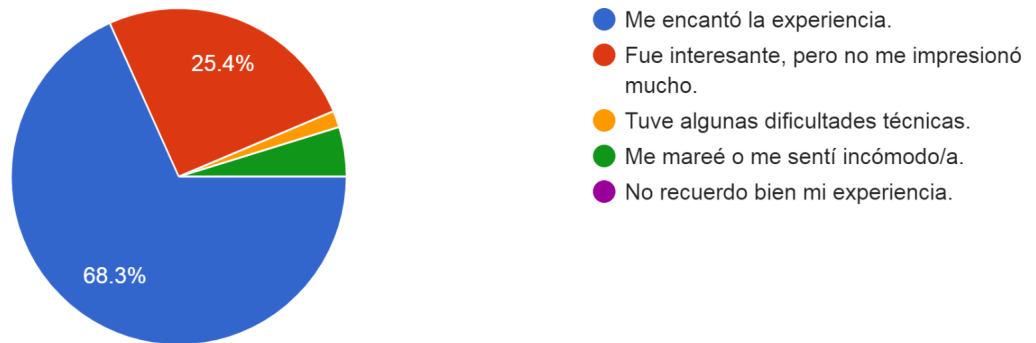 25.4%
68.3%
Me encantó la experiencia.
Fue interesante, pero no me impresionó
mucho.
Tuve algunas dificultades técnicas.
Me mareé o me sentí incómodo/a.
No recuerdo bien mi experiencia.